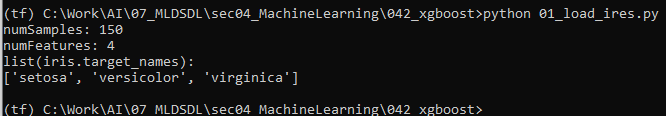 (tf) C:\Work\AI\07_MLDSDL\sec04_MachineLearning\042_xgboost>python 01_load_ires.py
numSamples: 150
numFeatures: 4
list(iris.target_names):
['setosa', 'versicolor', 'virginica']
(tf) C:\Work\AI\07_MLDSDL\sec04_MachineLearning\042_xgboost>